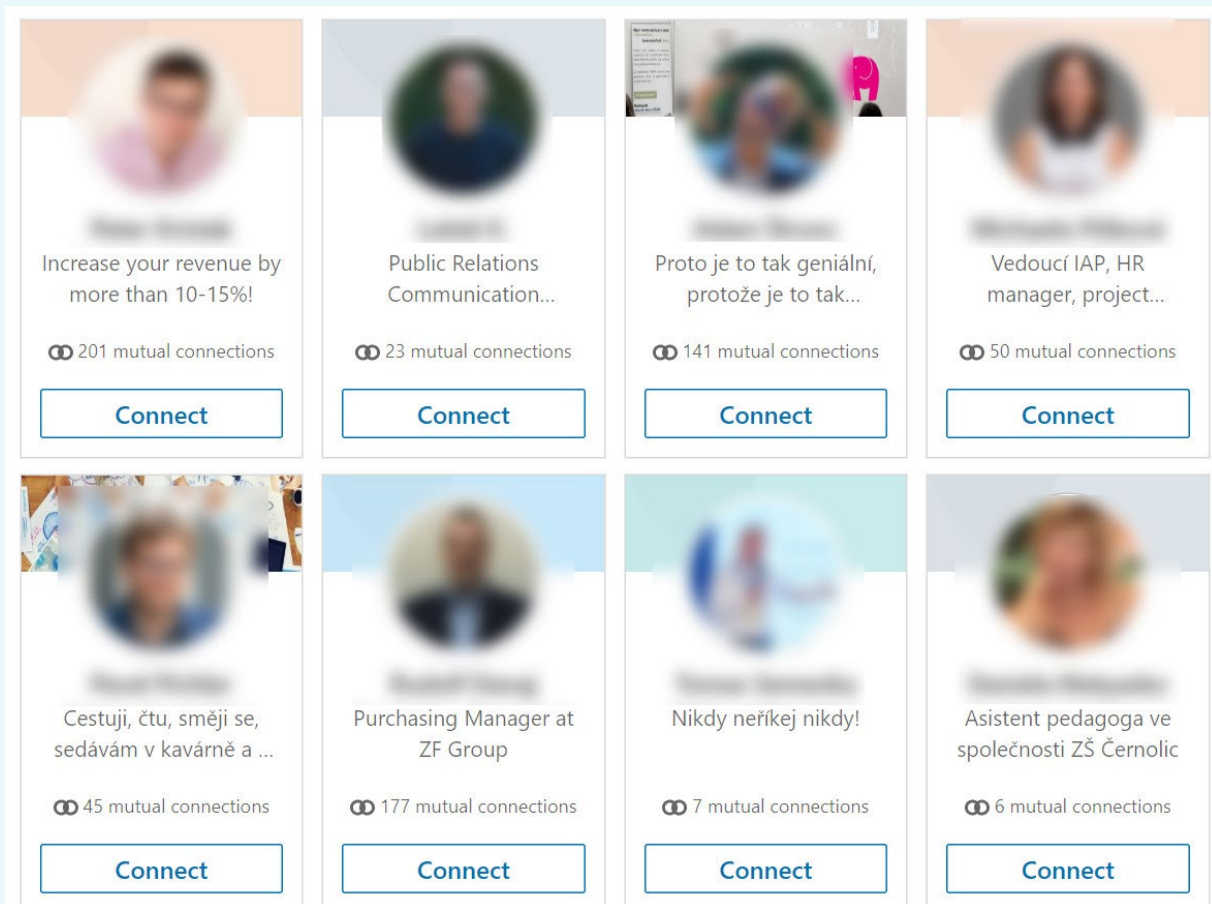 Increase your revenue by
more than 10-15%!
201 mutual connections
Connect
Public Relations
Communication...
23 mutual connections
Connect
Proto je to tak geniální,
protože je to tak...
141 mutual connections
Connect
Vedoucí IAP, HR
manager, project...
50 mutual connections
Connect
Cestuji, čtu, směji se,
sedávám v kavárně a ...
45 mutual connections
Connect
Purchasing Manager at
ZF Group
177 mutual connections
Connect
Nikdy neříkej nikdy!
7 mutual connections
Connect
Asistent pedagoga ve
společnosti ZŠ Černolic
6 mutual connections
Connect